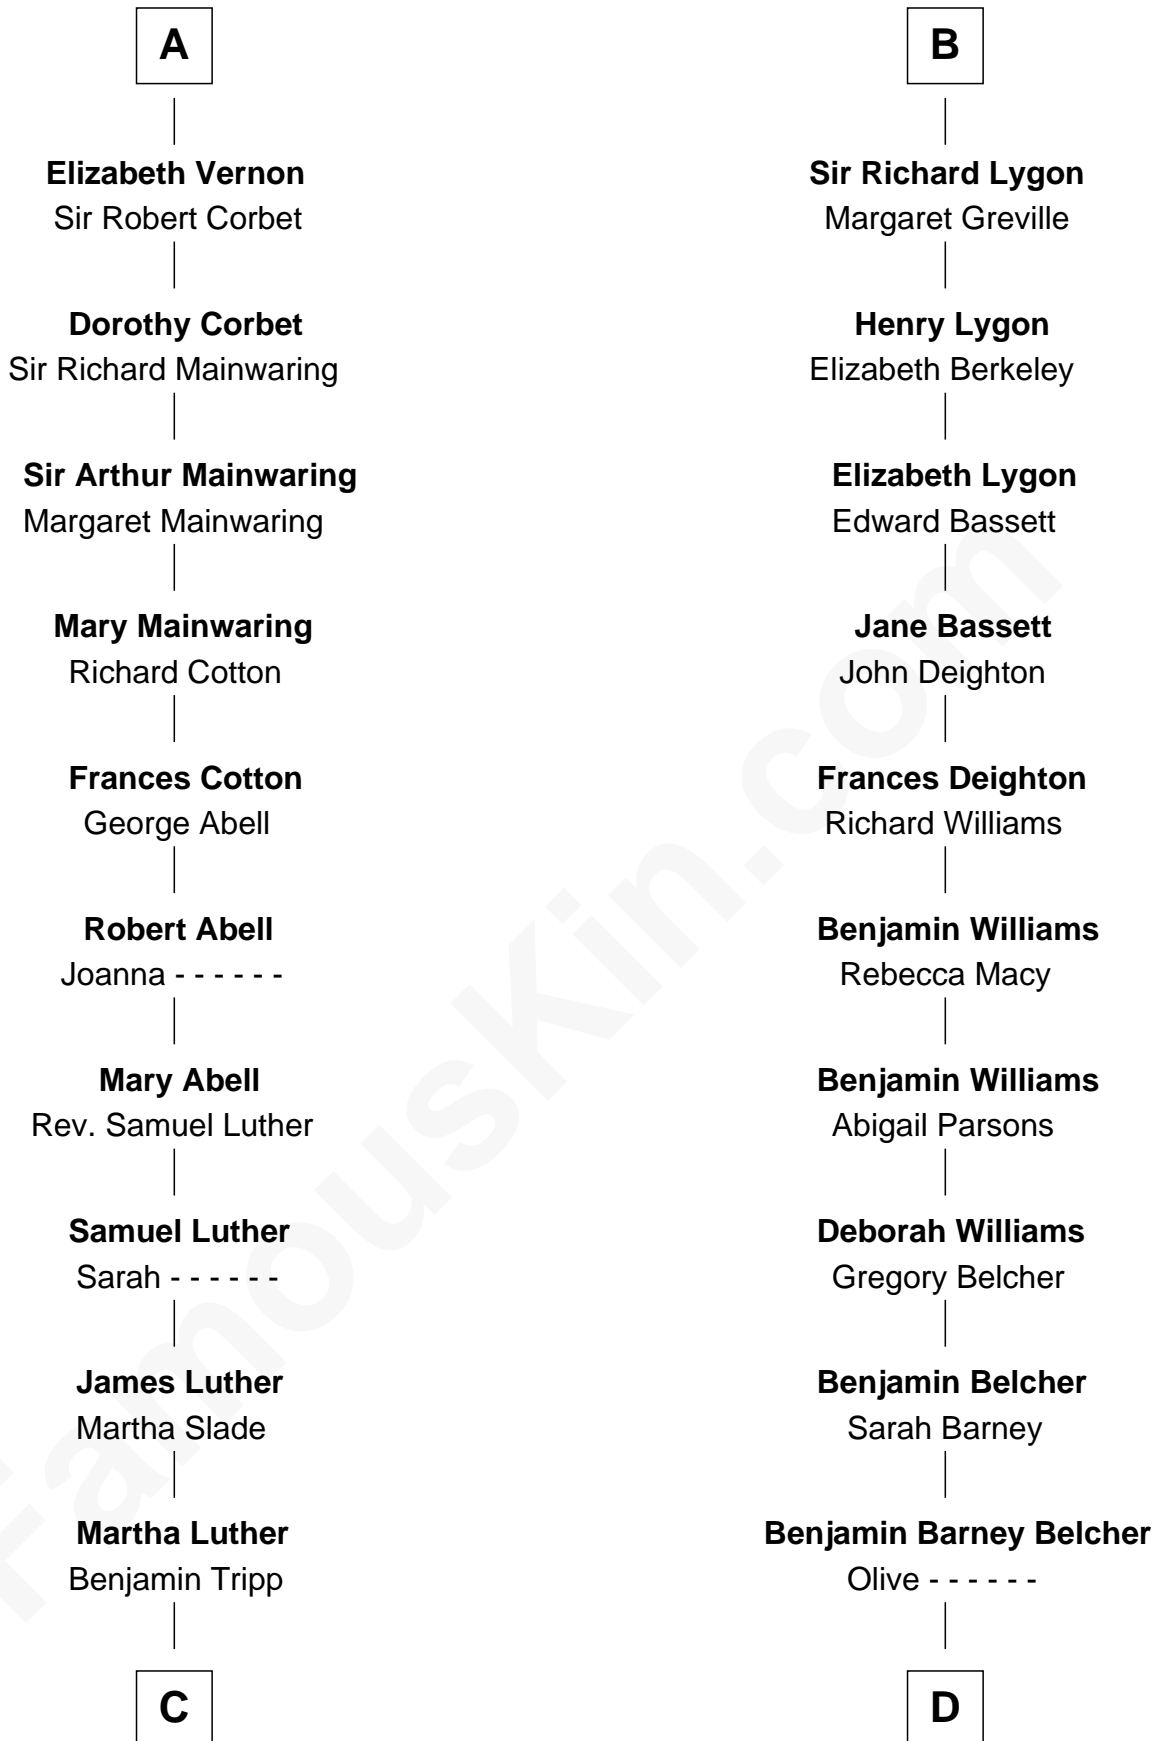 A
Elizabeth Vernon
Sir Robert Corbet
Dorothy Corbet
Sir Richard Mainwaring
Sir Arthur Mainwaring
Margaret Mainwaring
Mary Mainwaring
Richard Cotton
Frances Cotton
George Abell
Robert Abell
Joanna - - - - - -
Mary Abell
Rev. Samuel Luther
Samuel Luther
Sarah - - - - - -
James Luther
Martha Slade
Martha Luther
Benjamin Tripp
C
B
Sir Richard Lygon
Margaret Greville
Henry Lygon
Elizabeth Berkeley
Elizabeth Lygon
Edward Bassett
Jane Bassett
John Deighton
Frances Deighton
Richard Williams
Benjamin Williams
Rebecca Macy
Benjamin Williams
Abigail Parsons
Deborah Williams
Gregory Belcher
Benjamin Belcher
Sarah Barney
Benjamin Barney Belcher
Olive - - - - - -
D
FamousKin.com